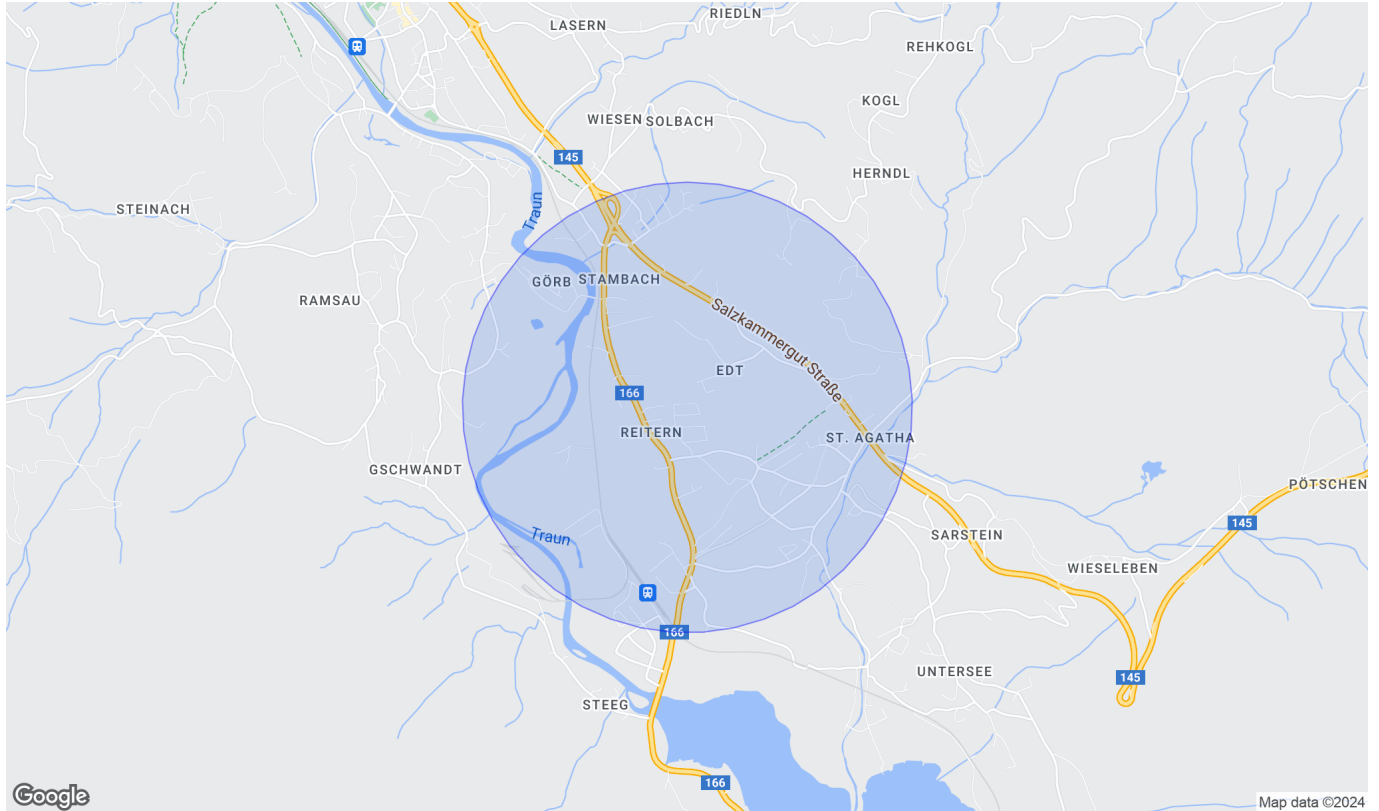 RIEDLN
LASERN
REHKOGL
KOGL
WIESEN
SOLBACH
145
HERNDL
STEINACH
Traun
GÖRB
STAMBACH
RAMSAU
Salzkammergut Straße
EDT
166
REITERN
ST. AGATHA
GSCHWANDT
PÖTSCHEN
145
Traun
SARSTEIN
WIESELEBEN
166
UNTERSEE
145
STEEG
166
Google
Map data ©2024